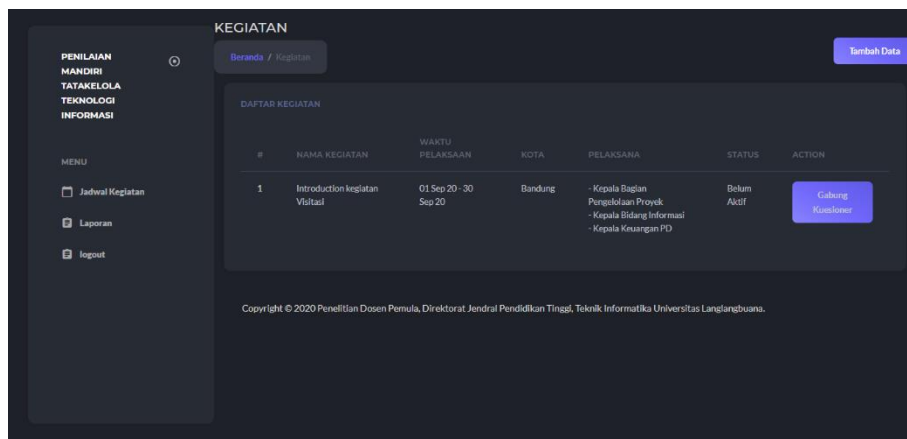 KEGIATAN
Beranda / Kegiatan
Tambah Data
PENILAIAN
MANDIRI
TATAKELOLA
TEKNOLOGI
INFORMASI
MENU
Jadwal Kegiatan
Laporan
logout
DAFTAR KEGIATAN
# NAMA KEGIATAN WAKTU PELAKSAAN KOTA PELAKSANA STATUS ACTION
1 Introduction kegiatan Visitasi 01 Sep 20 - 30 Sep 20 Bandung - Kepala Bagian Belum Aktif Gabung Kuesioner
Pengelolaan Proyek
- Kepala Bidang Informasi
- Kepala Keuangan PD
Copyright © 2020 Penelitian Dosen Pemula, Direktorat Jendral Pendidikan Tinggi, Teknik Informatika Universitas Langlangbuana.